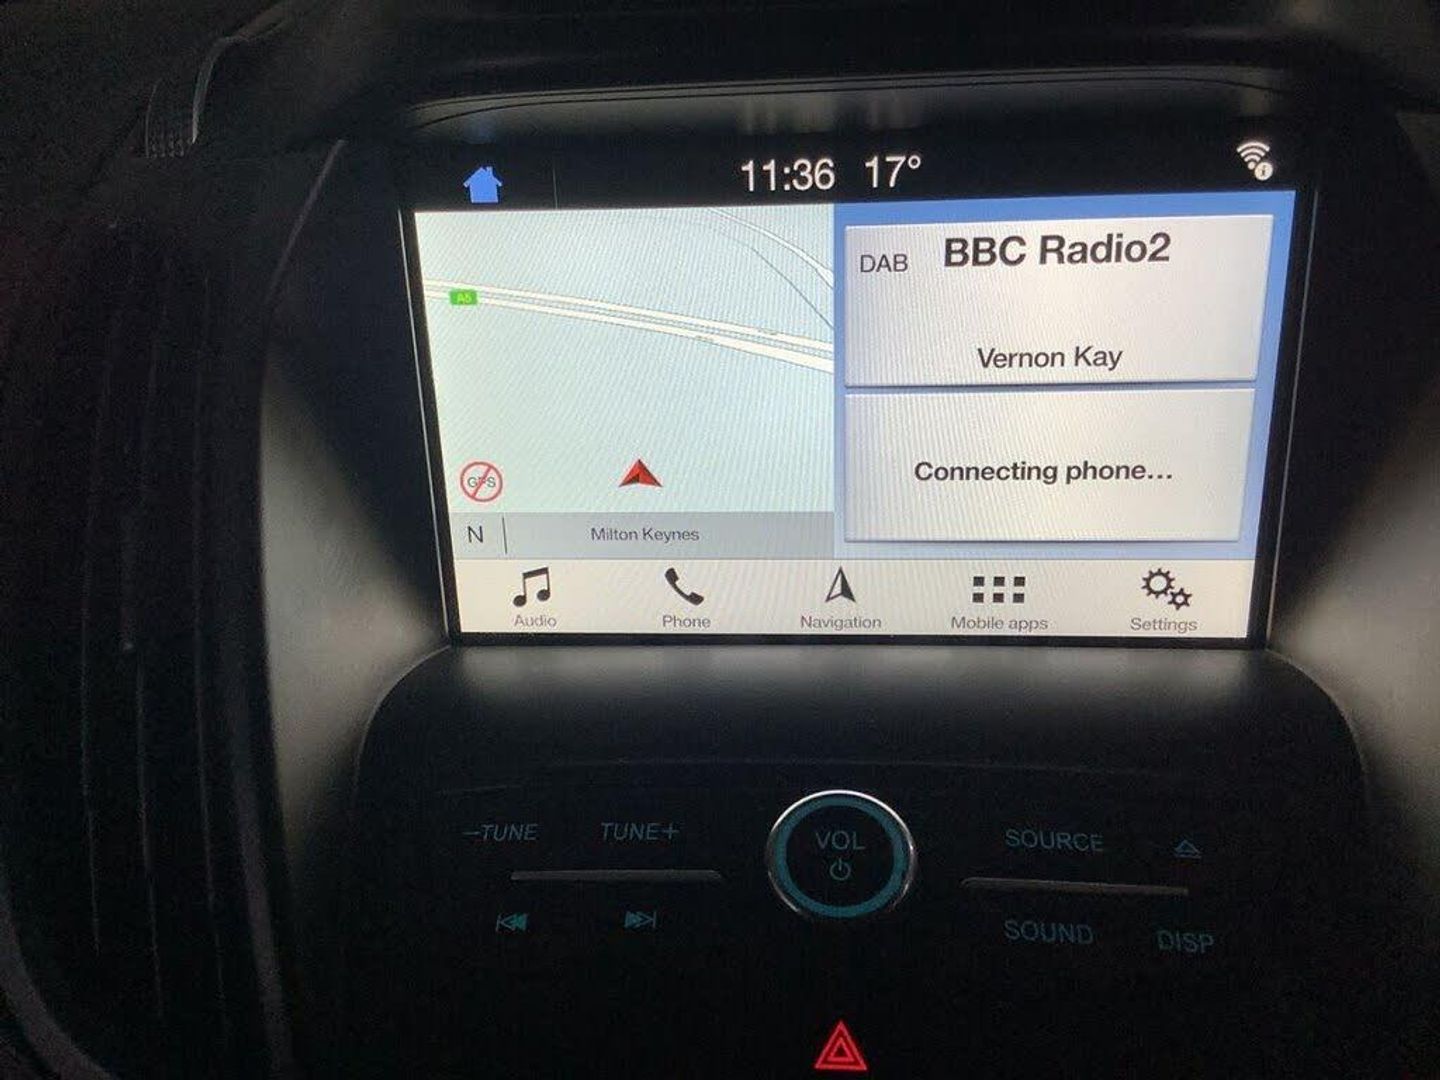 11:36 17°
A5
DAB BBC Radio2
Vernon Kay
Connecting phone...
GPS
N Milton Keynes
Audio Phone Navigation Mobile apps Settings
–TUNE TUNE+ VOL SOURCE
SOUND DISP